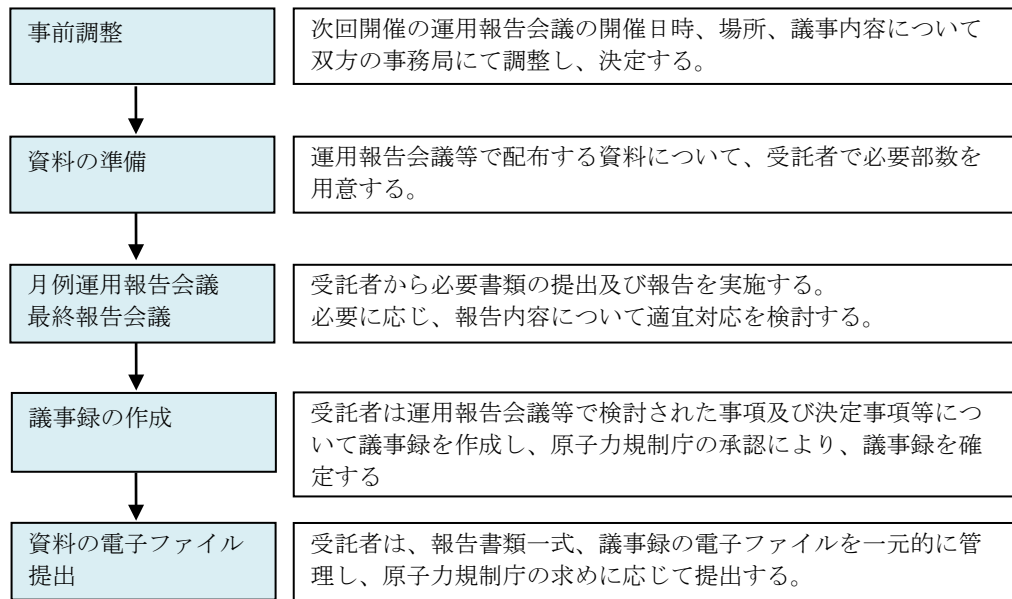 事前調整
次回開催の運用報告会議の開催日時、場所、議事内容について
双方の事務局にて調整し、決定する。
資料の準備
運用報告会議等で配布する資料について、受託者で必要部数を
用意する。
月例運用報告会議
最終報告会議
受託者から必要書類の提出及び報告を実施する。
必要に応じ、報告内容について適宜対応を検討する。
議事録の作成
受託者は運用報告会議等で検討された事項及び決定事項等につ
いて議事録を作成し、原子力規制庁の承認により、議事録を確
定する
資料の電子ファイル
提出
受託者は、報告書類一式、議事録の電子ファイルを一元的に管
理し、原子力規制庁の求めに応じて提出する。